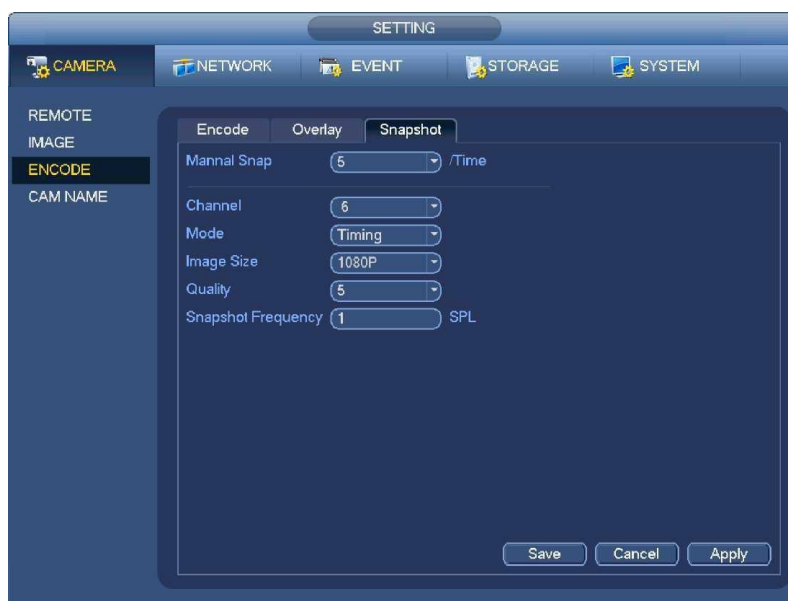 SETTING
CAMERA NETWORK EVENT STORAGE SYSTEM
REMOTE
IMAGE
ENCODE
CAM NAME
Encode Overlay Snapshot
Mannal Snap 5 /Time
Channel 6
Mode Timing
Image Size 1080P
Quality 5
Snapshot Frequency 1 SPL
Save Cancel Apply